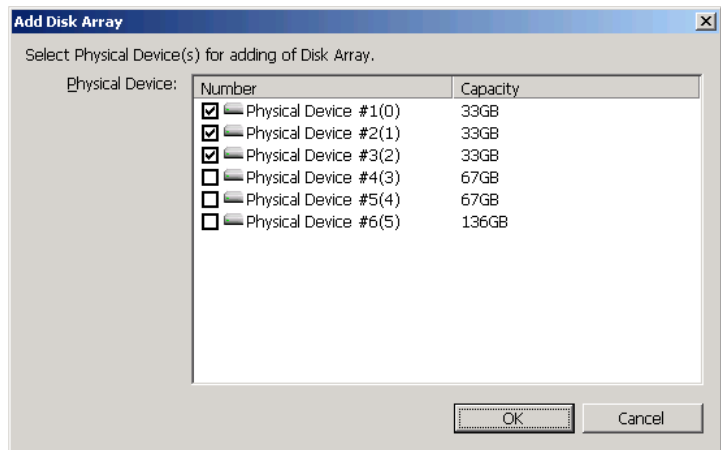 Add Disk Array
Select Physical Device(s) for adding of Disk Array.
Physical Device:
Number Capacity
Physical Device #1(0) 33GB
Physical Device #2(1) 33GB
Physical Device #3(2) 33GB
Physical Device #4(3) 67GB
Physical Device #5(4) 67GB
Physical Device #6(5) 136GB
OK Cancel